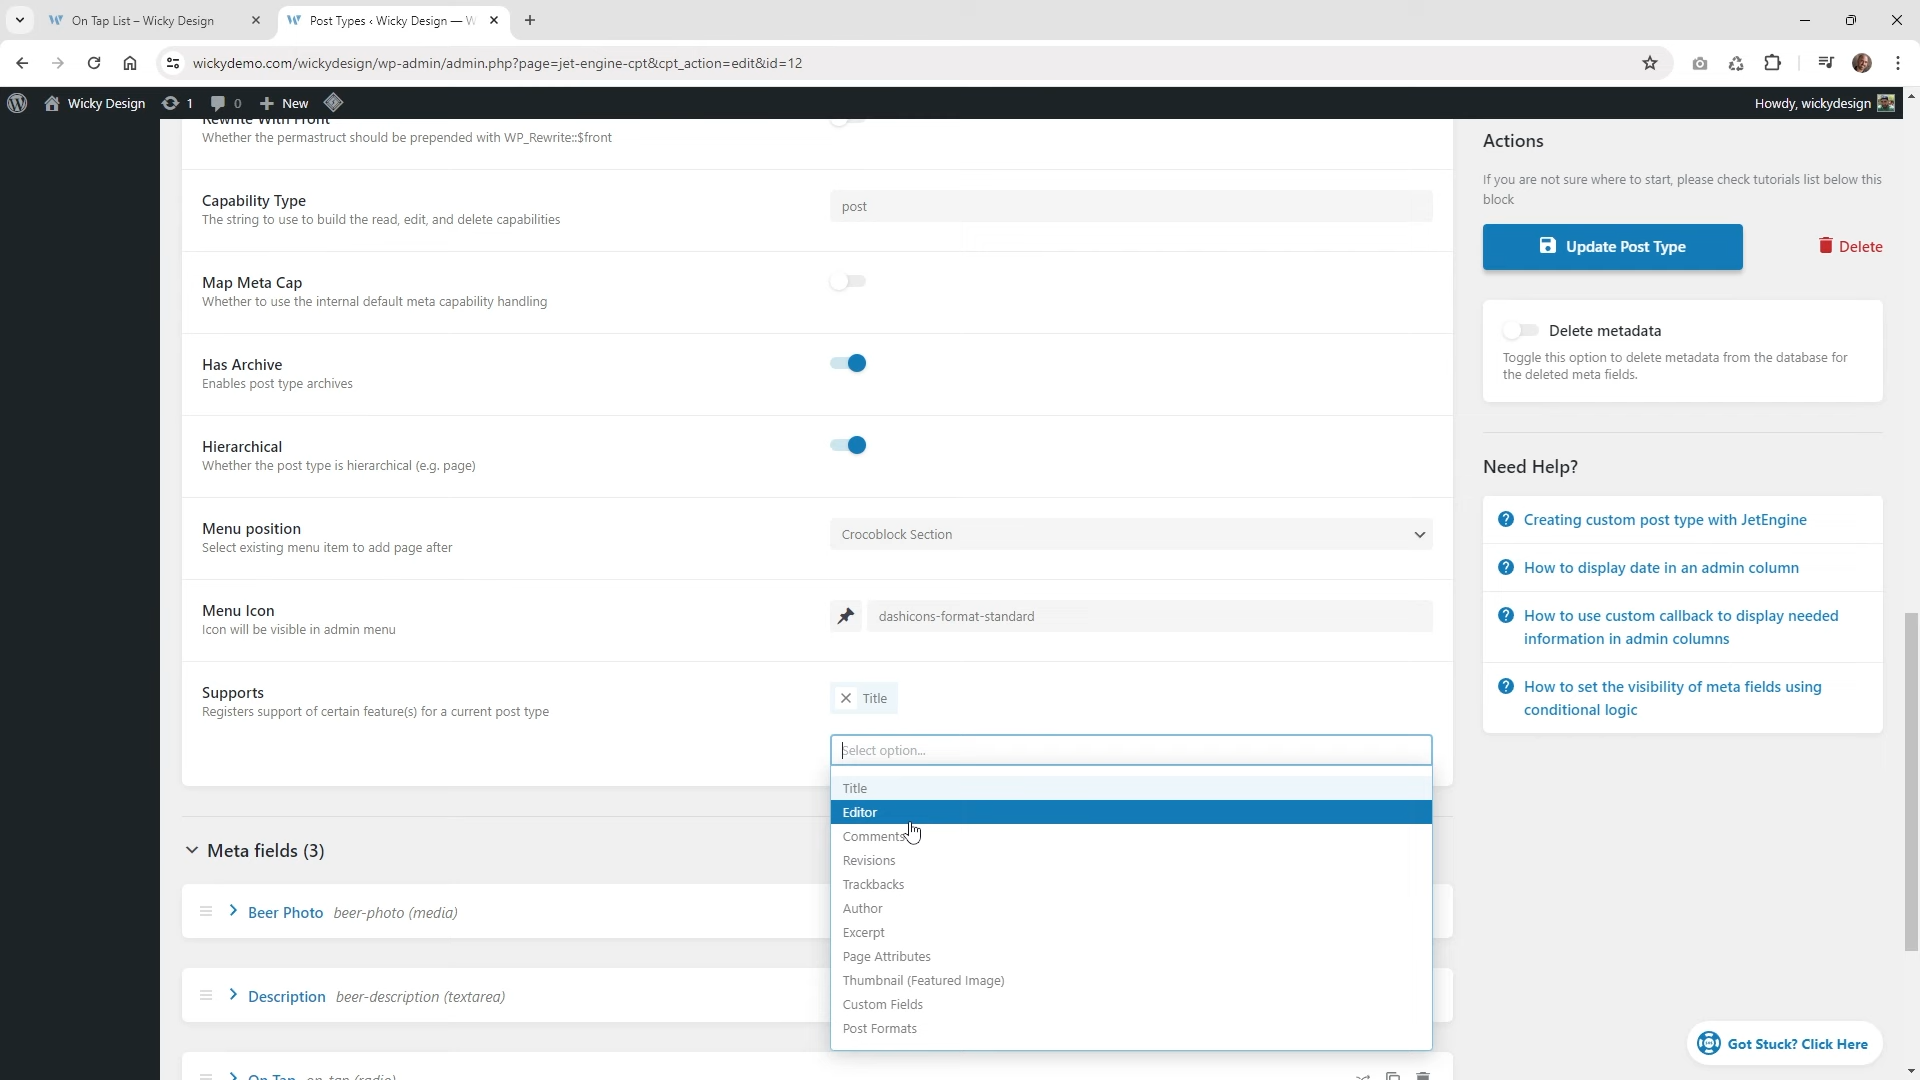 On Tap List – Wicky Design
Post Types ‹ Wicky Design — W
wickydemo.com/wickydesign/wp-admin/admin.php?page=jet-engine-cpt&cpt_action=edit&id=12
Wicky Design
1
0
New
Howdy, wickydesign
Rewrite With Front
Whether the permastruct should be prepended with WP_Rewrite::$front
Capability Type
The string to use to build the read, edit, and delete capabilities
post
Map Meta Cap
Whether to use the internal default meta capability handling
Has Archive
Enables post type archives
Hierarchical
Whether the post type is hierarchical (e.g. page)
Menu position
Select existing menu item to add page after
Crocoblock Section
Menu Icon
Icon will be visible in admin menu
dashicons-format-standard
Supports
Registers support of certain feature(s) for a current post type
Title
Select option...
Title
Editor
Comments
Revisions
Trackbacks
Author
Excerpt
Page Attributes
Thumbnail (Featured Image)
Custom Fields
Post Formats
Meta fields (3)
Beer Photo beer-photo (media)
Description beer-description (textarea)
On Tap on-tap (radio)
Actions
If you are not sure where to start, please check tutorials list below this
block
Update Post Type
Delete
Delete metadata
Toggle this option to delete metadata from the database for
the deleted meta fields.
Need Help?
Creating custom post type with JetEngine
How to display date in an admin column
How to use custom callback to display needed
information in admin columns
How to set the visibility of meta fields using
conditional logic
Got Stuck? Click Here